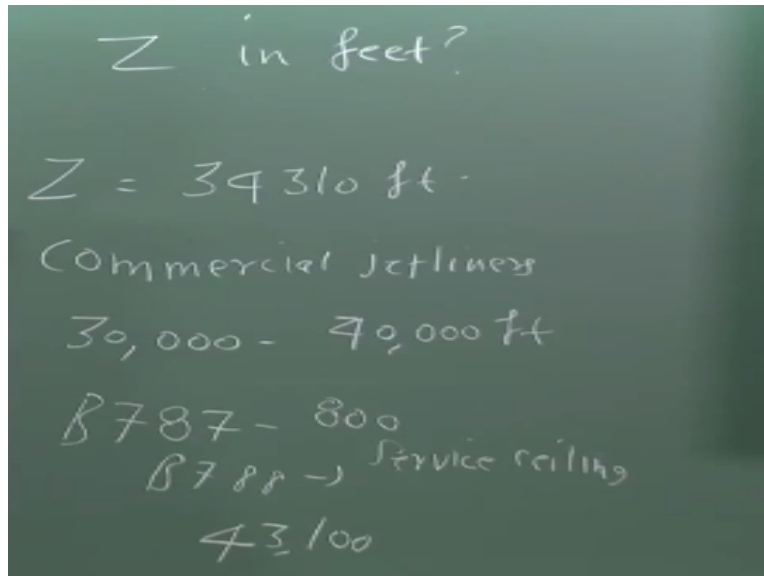 Z in feet?
Z = 34310 ft.
Commercial jetliners
30,000 - 40,000 ft
B787 - 800
B788 → Service ceiling
43,100